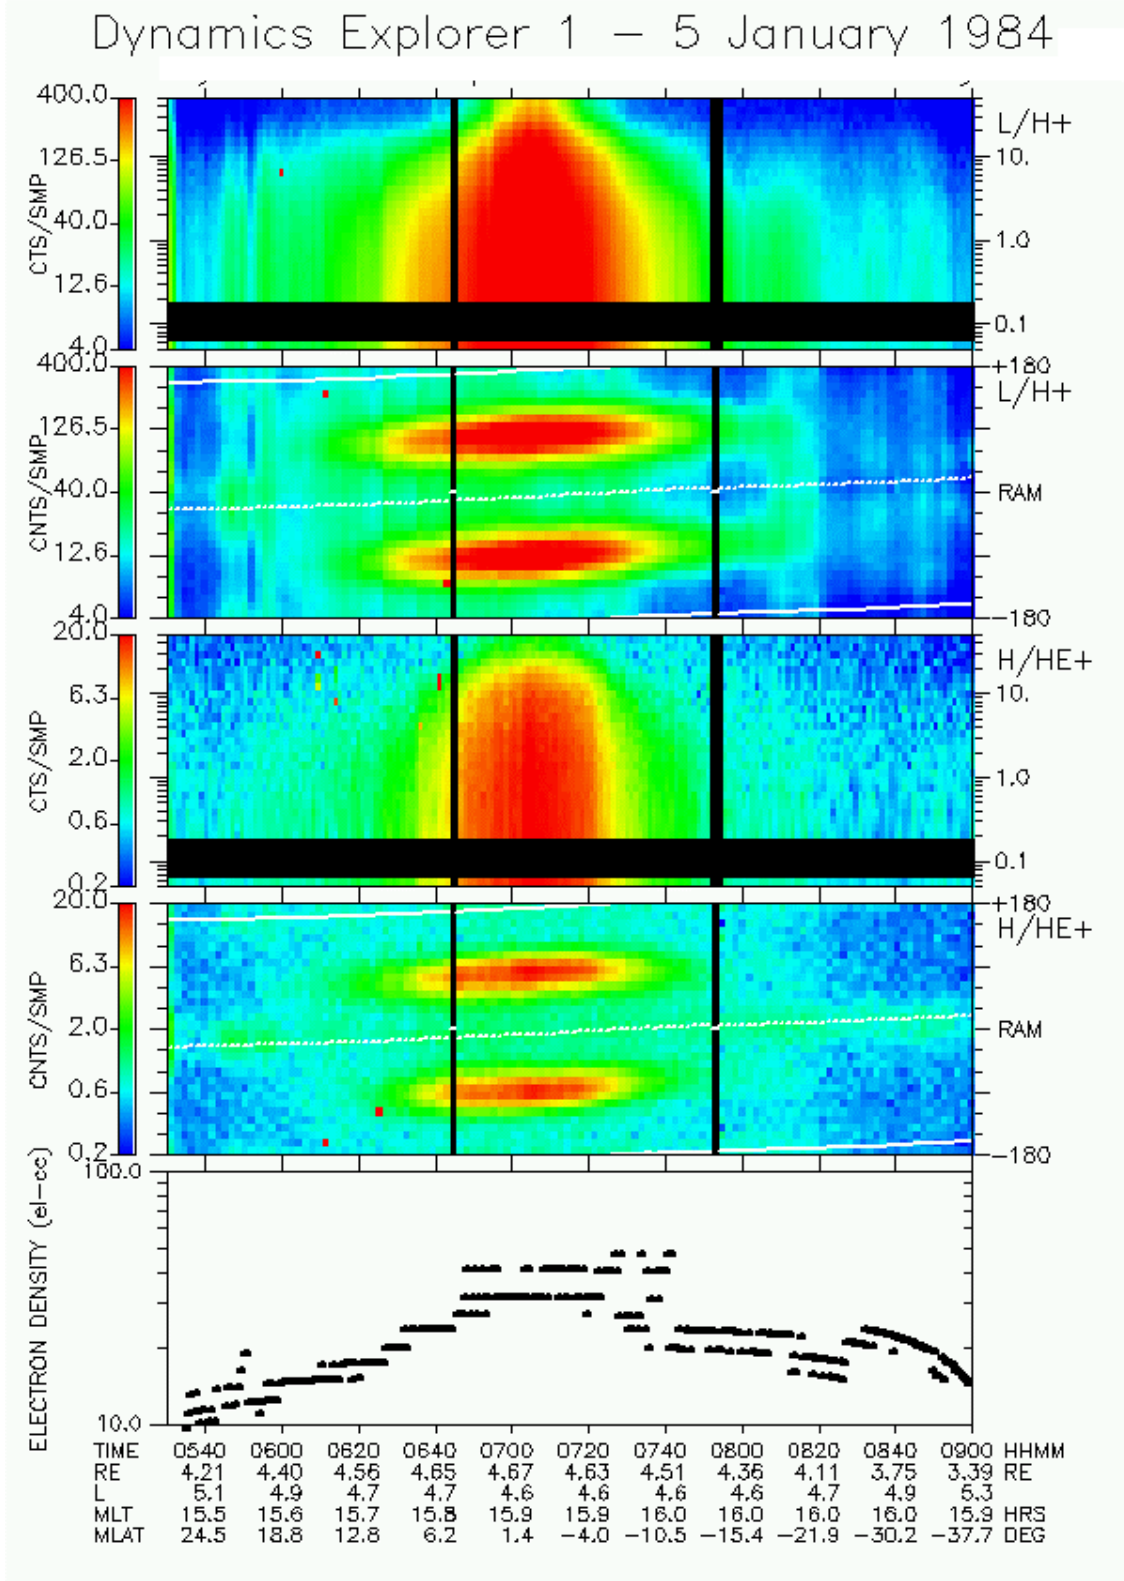 Dynamics Explorer 1 - 5 January 1984
400.0
126.5
40.0
12.6
4.0
CTS/SMP
L/H+
10.
1.0
0.1
400.0
126.5
40.0
12.6
4.0
CNTS/SMP
+180
L/H+
RAM
-180
20.0
6.3
2.0
0.6
0.2
CTS/SMP
H/HE+
10.
1.0
0.1
20.0
6.3
2.0
0.6
0.2
CNTS/SMP
+180
H/HE+
RAM
-180
100.0
10.0
ELECTRON DENSITY (el-cc)
TIME 0540 0600 0620 0640 0700 0720 0740 0800 0820 0840 0900 HHMM
RE 4.21 4.40 4.56 4.65 4.67 4.63 4.51 4.36 4.11 3.75 3.39 RE
L 5.1 4.9 4.7 4.7 4.6 4.6 4.6 4.6 4.7 4.9 5.3
MLT 15.5 15.6 15.7 15.8 15.9 15.9 16.0 16.0 16.0 16.0 15.9 HRS
MLAT 24.5 18.8 12.8 6.2 1.4 -4.0 -10.5 -15.4 -21.9 -30.2 -37.7 DEG